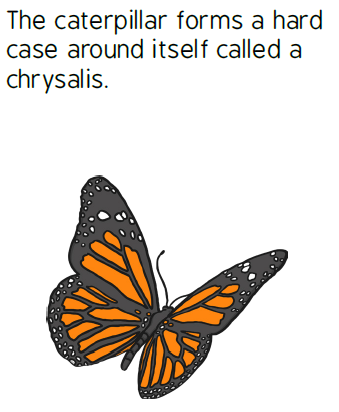 The caterpillar forms a hard
case around itself called a
chrysalis.